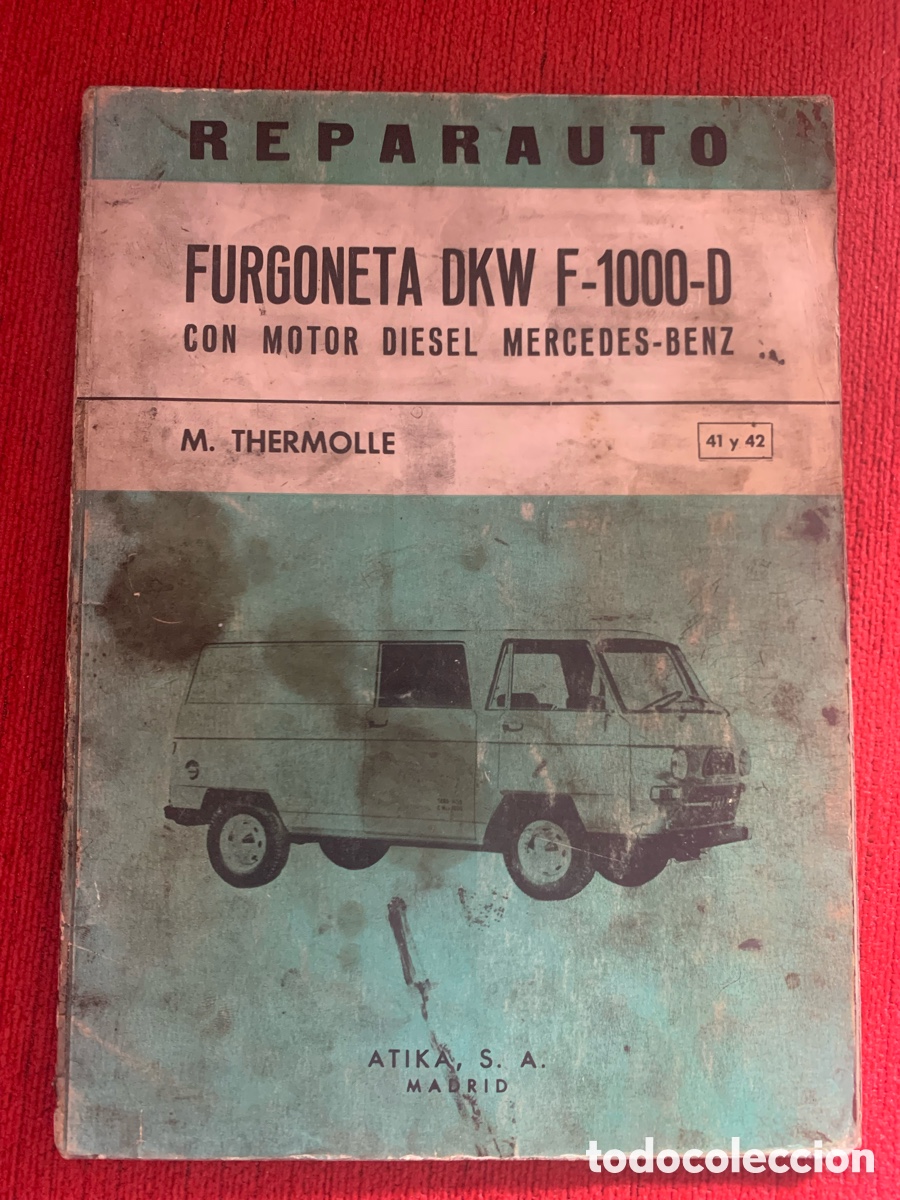 REPARAUTO
FURGONETA DKW F-1000-D
CON MOTOR DIESEL MERCEDES-BENZ
M. THERMOLLE
41 y 42
ATIKA, S. A.
MADRID
todocoleccion